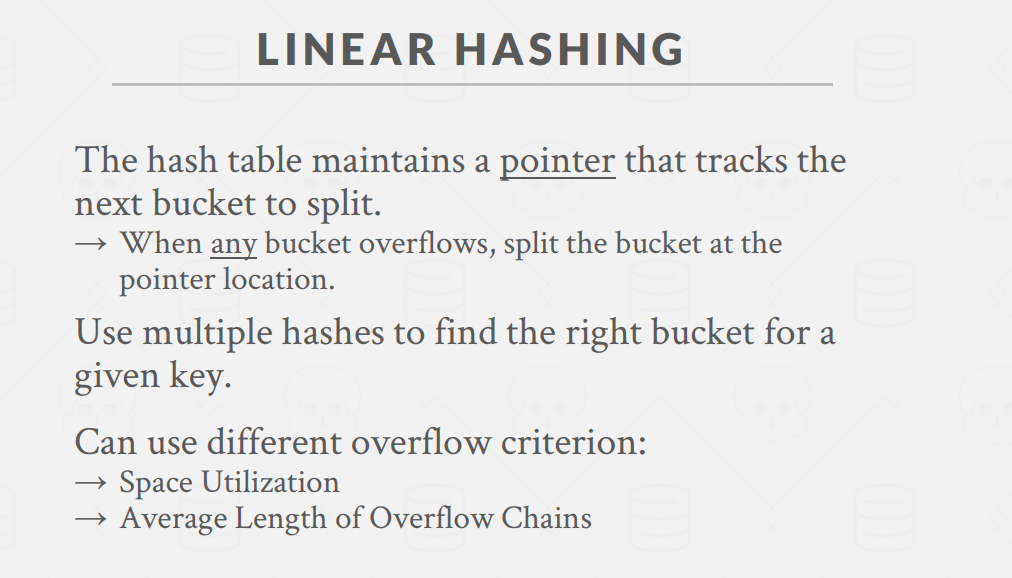 LINEAR HASHING
The hash table maintains a pointer that tracks the
next bucket to split.
→ When any bucket overflows, split the bucket at the
pointer location.
Use multiple hashes to find the right bucket for a
given key.
Can use different overflow criterion:
→ Space Utilization
→ Average Length of Overflow Chains